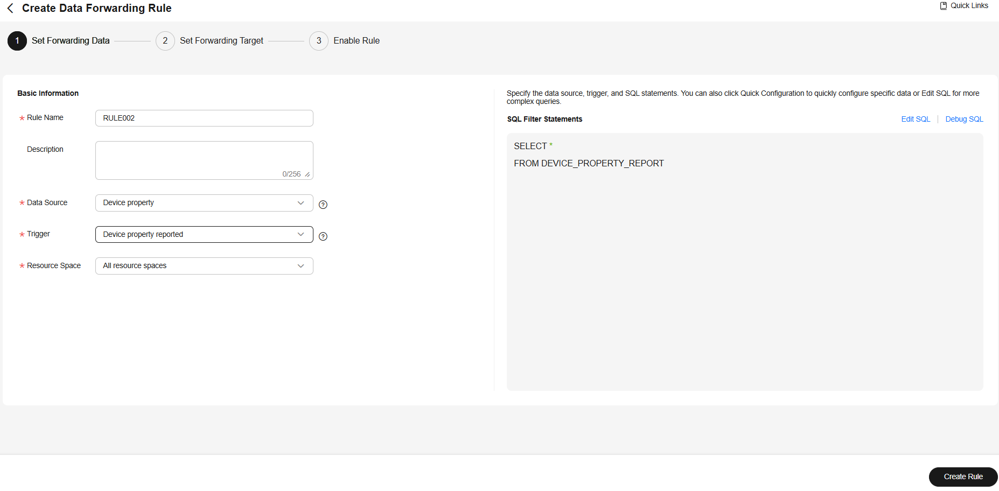 Create Data Forwarding Rule
Quick Links
1 Set Forwarding Data
2 Set Forwarding Target
3 Enable Rule
Basic Information
* Rule Name
RULE002
Description
0/256
* Data Source
Device property
?
* Trigger
Device property reported
?
* Resource Space
All resource spaces
Specify the data source, trigger, and SQL statements. You can also click Quick Configuration to quickly configure specific data or Edit SQL for more
complex queries.
SQL Filter Statements
Edit SQL | Debug SQL
SELECT *
FROM DEVICE_PROPERTY_REPORT
Create Rule